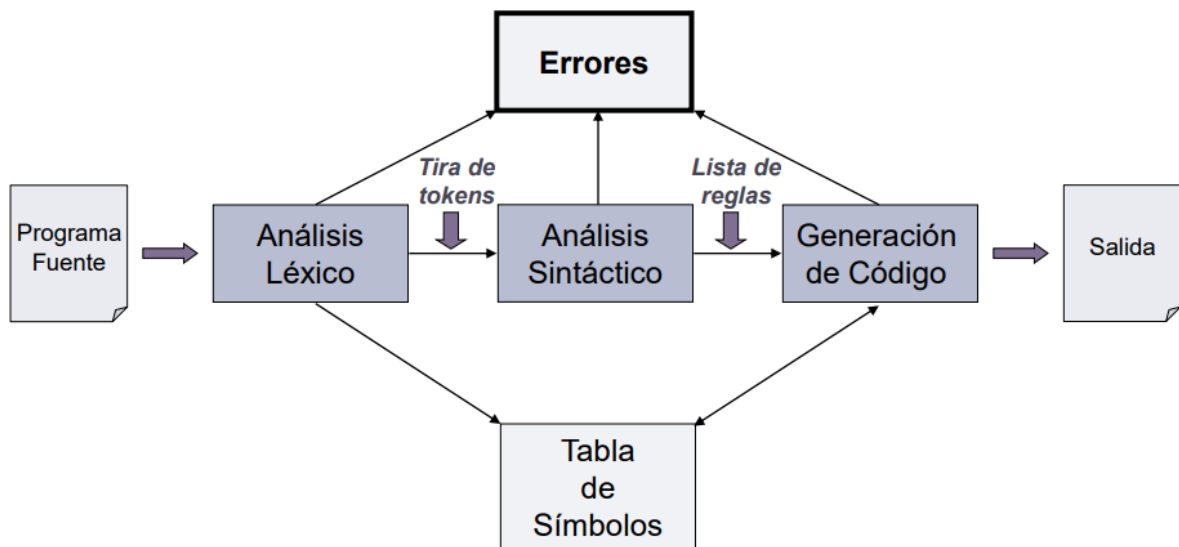 Errores
Tira de
tokens
Lista de
reglas
Programa
Fuente
Análisis
Léxico
Análisis
Sintáctico
Generación
de Código
Salida
Tabla
de
Símbolos